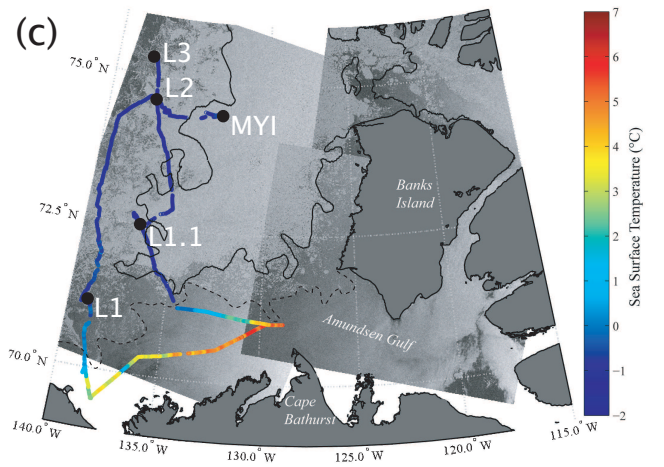 (c)
75.0°N
72.5°N
70.0°N
140.0° W
135.0° W
130.0° W
125.0° W
120.0° W
115.0° W
L3
L2
MYI
L1.1
L1
Banks
Island
Amundsen Gulf
Cape
Bathurst
7
6
5
4
3
2
1
0
−1
−2
Sea Surface Temperature (°C)